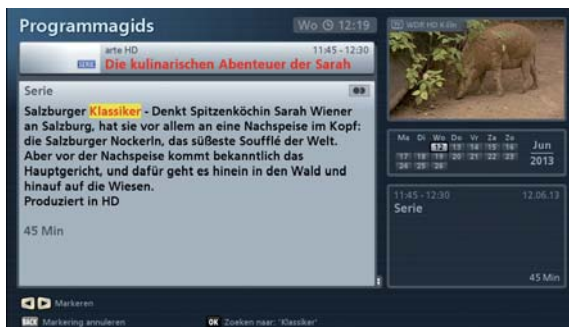 Programmagids
Wo 12:19
arte HD 11:45 - 12:30
SERIE Die kulinarischen Abenteuer der Sarah
Serie
Salzburger Klassiker - Denkt Spitzenköchin Sarah Wiener
an Salzburg, hat sie vor allem an eine Nachspeise im Kopf:
die Salzburger Nockerln, das süßeste Soufflé der Welt.
Aber vor der Nachspeise kommt bekanntlich das
Hauptgericht, und dafür geht es hinein in den Wald und
hinauf auf die Wiesen.
Produziert in HD
45 Min
WDR HD Köln
Ma Di Wo Do Vr Za Zo
12 13 14 15 16
17 18 19 20 21 22 23
24 25 26
Jun
2013
11:45 - 12:30 12.06.13
Serie
45 Min
Markeren
BACK Markering annuleren
OK Zoeken naar: 'Klassiker'